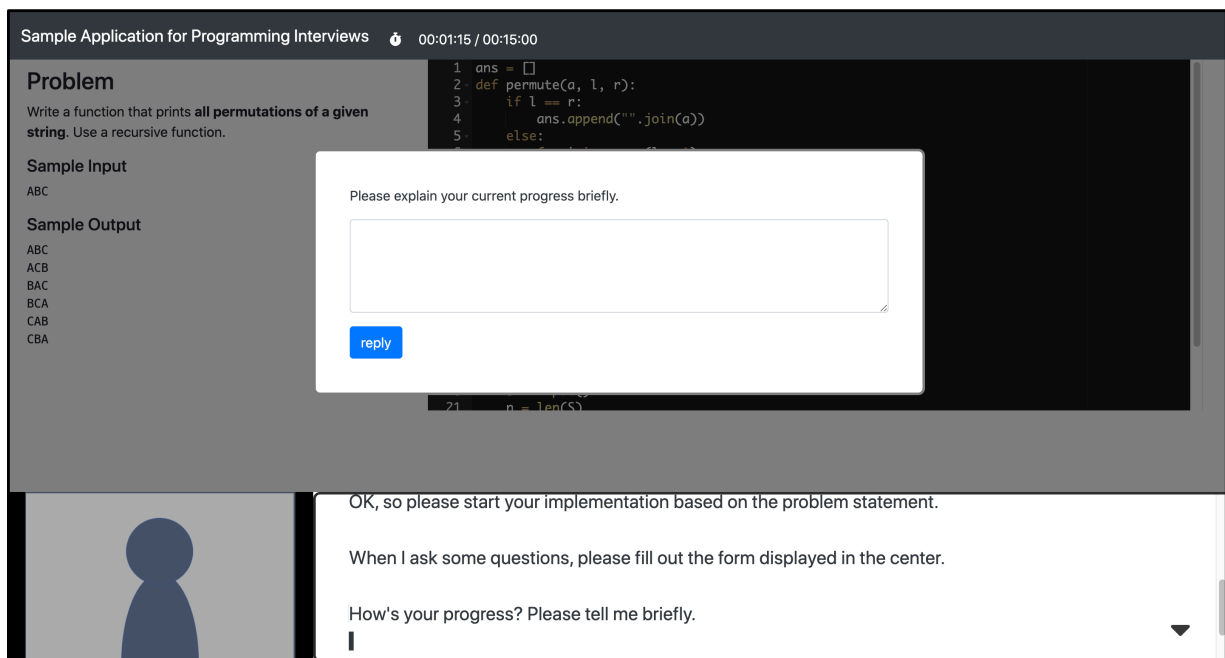 Sample Application for Programming Interviews 00:01:15 / 00:15:00
Problem
Write a function that prints all permutations of a given
string. Use a recursive function.
Sample Input
ABC
Sample Output
ABC
ACB
BAC
BCA
CAB
CBA
1 ans = []
2 def permute(a, l, r):
3 if l == r:
4 ans.append("".join(a))
5 else:
21 n = len(S)
Please explain your current progress briefly.
reply
OK, so please start your implementation based on the problem statement.
When I ask some questions, please fill out the form displayed in the center.
How's your progress? Please tell me briefly.